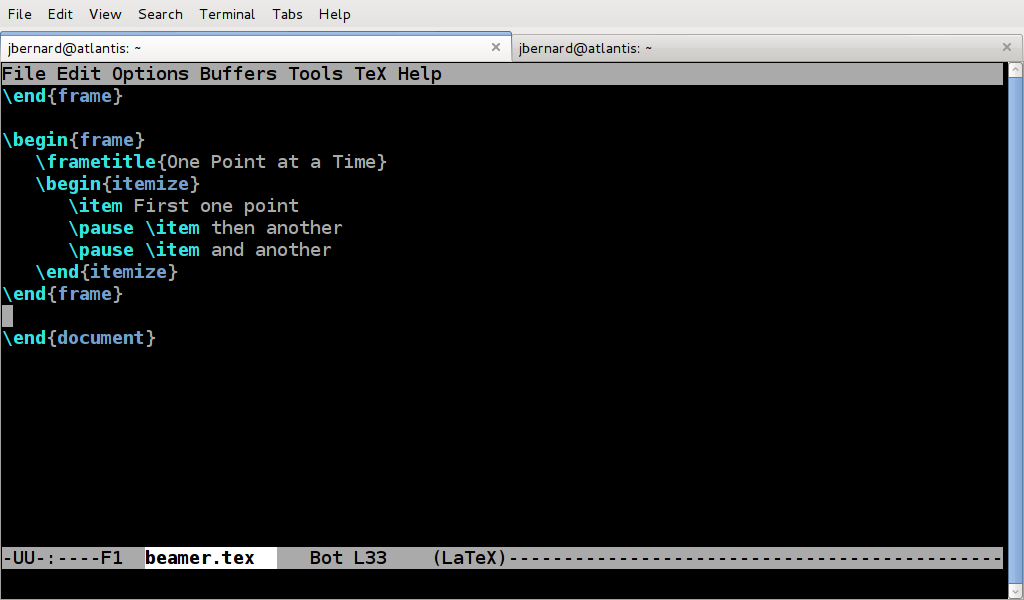 File Edit View Search Terminal Tabs Help
jbernard@atlantis: ~ × jbernard@atlantis: ~ ×
File Edit Options Buffers Tools TeX Help
\end{frame}
\begin{frame}
   \frametitle{One Point at a Time}
   \begin{itemize}
      \item First one point
      \pause \item then another
      \pause \item and another
   \end{itemize}
\end{frame}
\end{document}
-UU-:----F1  beamer.tex     Bot L33    (LaTeX)---------------------------------------------